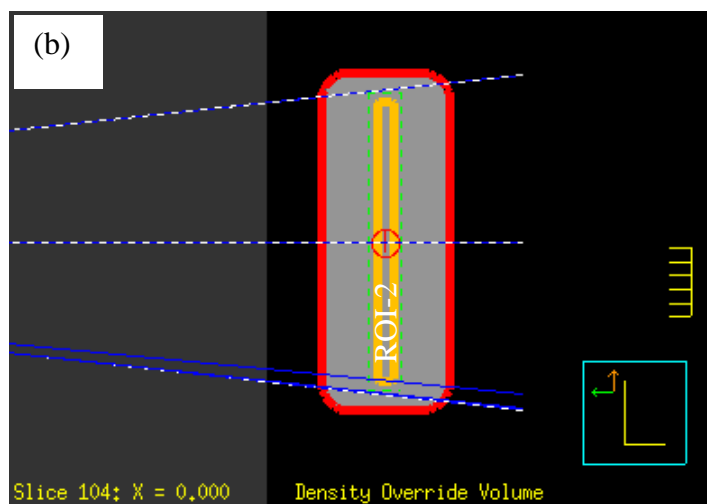 (b)
ROI-2
Slice 104: X = 0.000
Density Override Volume